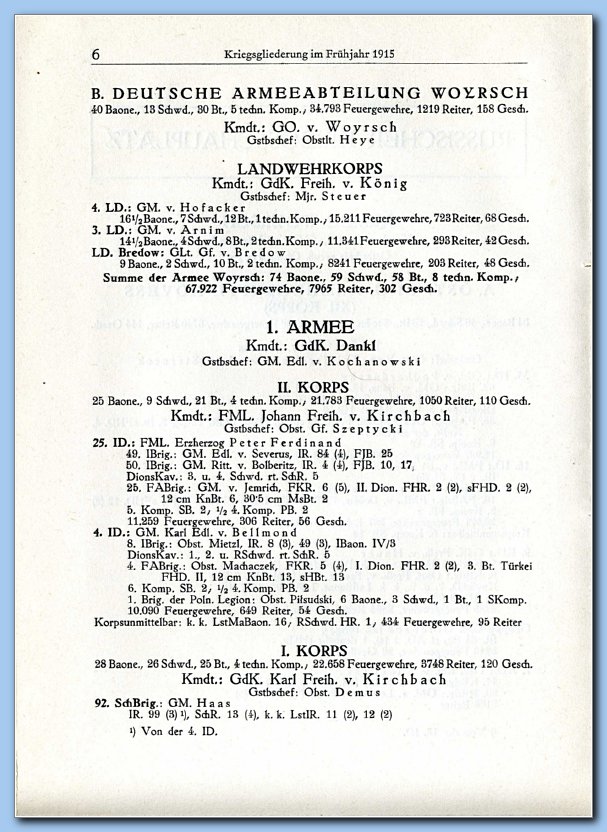 6 Kriegsgliederung im Frühjahr 1915
B. DEUTSCHE ARMEEABTEILUNG WOYRSCH
40 Baone., 13 Schwd., 30 Bt., 5 techn. Komp., 34.793 Feuergewehre, 1219 Reiter, 158 Gesch.
Kmdt.: GO. v. Woyrsch
Gstbschef: Obstlt. Heye
LANDWEHRKORPS
Kmdt.: GdK. Freih. v. König
Gstbschef: Mjr. Steuer
4. LD.: GM. v. Hofacker
16½ Baone., 7 Schwd., 12 Bt., 1 techn. Komp., 15.211 Feuergewehre, 723 Reiter, 68 Gesch.
3. LD.: GM. v. Arnim
14½ Baone., 4 Schwd., 8 Bt., 2 techn. Komp., 11.341 Feuergewehre, 293 Reiter, 42 Gesch.
LD. Bredow: GLt. Gf. v. Bredow
9 Baone., 2 Schwd., 10 Bt., 2 techn. Komp., 8241 Feuergewehre, 203 Reiter, 48 Gesch.
Summe der Armee Woyrsch: 74 Baone., 59 Schwd., 58 Bt., 8 techn. Komp.,
67.922 Feuergewehre, 7965 Reiter, 302 Gesch.
1. ARMEE
Kmdt.: GdK. Dankl
Gstbschef: GM. Edl. v. Kochanowski
II. KORPS
25 Baone., 9 Schwd., 21 Bt., 4 techn. Komp., 21.783 Feuergewehre, 1050 Reiter, 110 Gesch.
Kmdt.: FML. Johann Freih. v. Kirchbach
Gstbschef: Obst. Gf. Szeptycki
25. ID.: FML. Erzherzog Peter Ferdinand
49. IBrig.: GM. Edl. v. Severus, IR. 84 (4), FJB. 25
50. IBrig.: GM. Ritt. v. Bolberitz, IR. 4 (4), FJB. 10, 17,
DionsKav.: 3. u. 4. Schwd. rt. SchR. 5
25. FABrig.: GM. v. Jemrich, FKR. 6 (5), II. Dion. FHR. 2 (2), sFHD. 2 (2),
12 cm KnBt. 6, 30·5 cm MsBt. 2
5. Komp. SB. 2, ½ 4. Komp. PB. 2
11.259 Feuergewehre, 306 Reiter, 56 Gesch.
4. ID.: GM. Karl Edl. v. Bellmond
8. IBrig.: Obst. Mietzl, IR. 8 (3), 49 (3), IBaon. IV/3
DionsKav.: 1., 2. u. RSchwd. rt. SchR. 5
4. FABrig.: Obst. Machaczek, FKR. 5 (4), I. Dion. FHR. 2 (2), 3. Bt. Türkei
FHD. II, 12 cm KnBt. 13, sHBt. 13
6. Komp. SB. 2, ½ 4. Komp. PB. 2
1. Brig. der Poln. Legion: Obst. Pilsudski, 6 Baone., 3 Schwd., 1 Bt., 1 SKomp.
10.090 Feuergewehre, 649 Reiter, 54 Gesch.
Korpsunmittelbar: k. k. LstMaBaon. 16, RSchwd. HR. 1, 434 Feuergewehre, 95 Reiter
I. KORPS
28 Baone., 26 Schwd., 25 Bt., 4 techn. Komp., 22.658 Feuergewehre, 3748 Reiter, 120 Gesch.
Kmdt.: GdK. Karl Freih. v. Kirchbach
Gstbschef: Obst. Demus
92. SchBrig.: GM. Haas
IR. 99 (3) ¹), SchR. 13 (4), k. k. LstIR. 11 (2), 12 (2)
¹) Von der 4. ID.